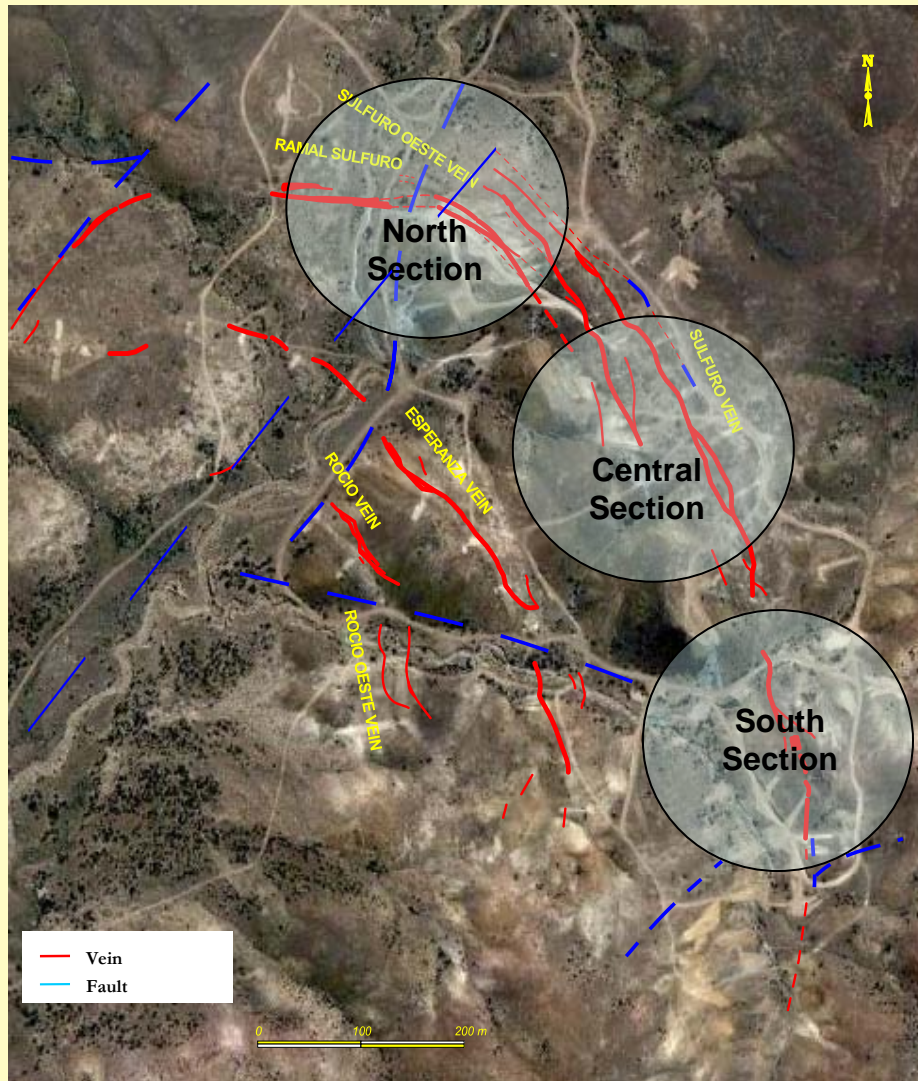 N
SULFURO OESTE VEIN
RAMAL SULFURO
North
Section
SULFURO VEIN
ESPERANZA VEIN
ROCIO VEIN
Central
Section
ROCIO OESTE VEIN
South
Section
Vein
Fault
0 100 200 m